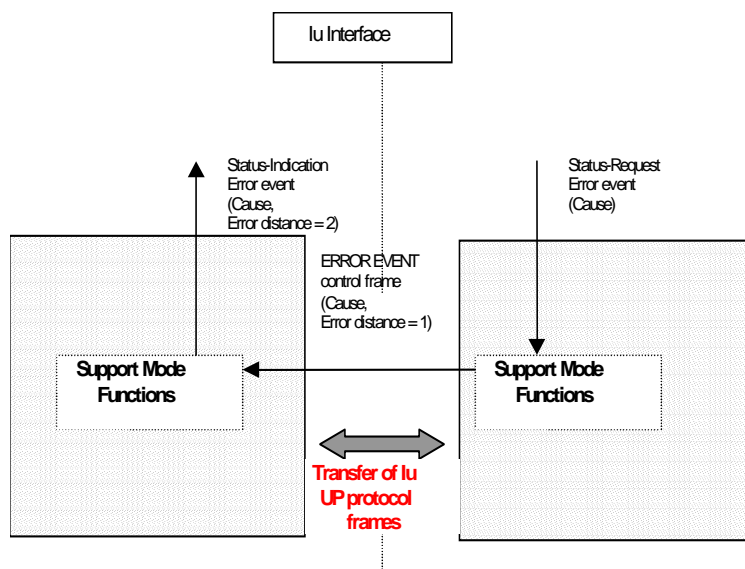 Iu Interface
Status-Indication
Error event
(Cause,
Error distance = 2)
Status-Request
Error event
(Cause)
ERROR EVENT
control frame
(Cause,
Error distance = 1)
Support Mode
Functions
Support Mode
Functions
Transfer of Iu
UP protocol
frames